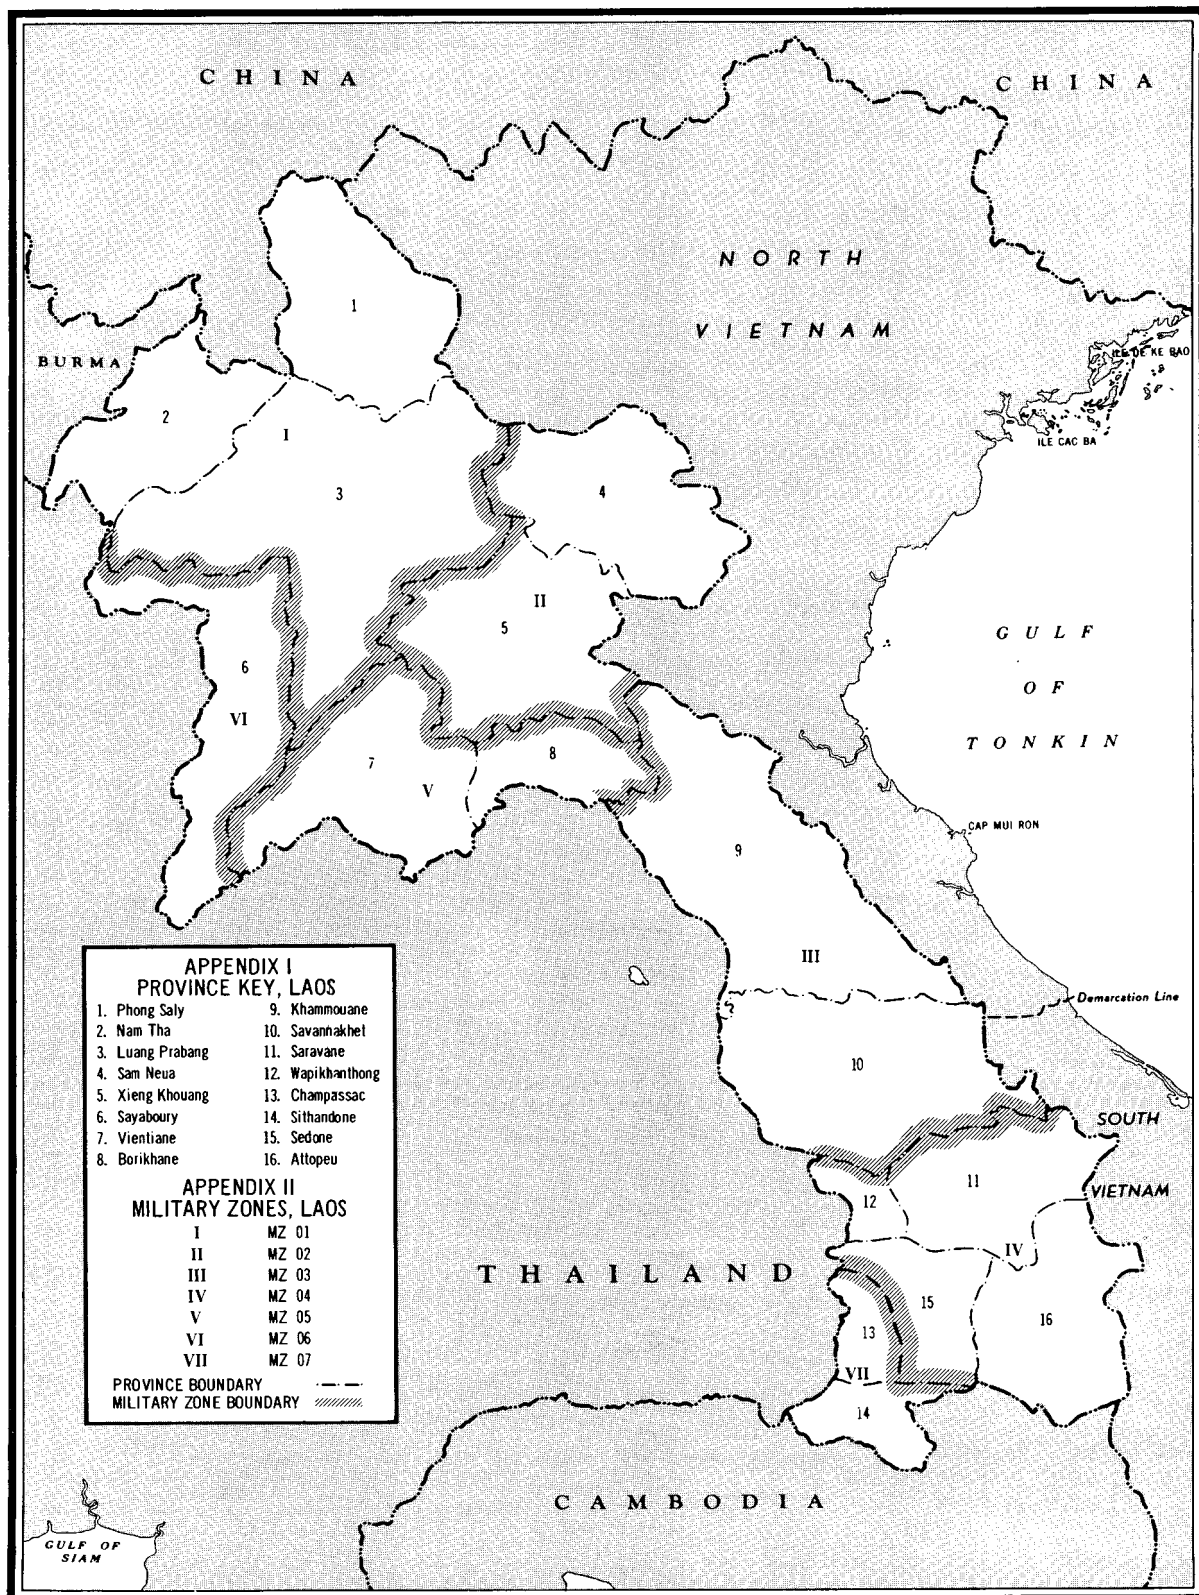 CHINA
CHINA
NORTH
VIETNAM
BURMA
ILE DE KE BAO
ILE CAC BA
1
2
I
3
4
II
5
GULF
OF
TONKIN
6
VI
7
V
8
CAP MUI RON
9
III
Demarcation Line
10
SOUTH
VIETNAM
11
12
IV
THAILAND
15
13
16
VII
14
CAMBODIA
GULF OF
SIAM
APPENDIX I
PROVINCE KEY, LAOS
1. Phong Saly 9. Khammouane
2. Nam Tha 10. Savannakhet
3. Luang Prabang 11. Saravane
4. Sam Neua 12. Wapikhanthong
5. Xieng Khouang 13. Champassac
6. Sayaboury 14. Sithandone
7. Vientiane 15. Sedone
8. Borikhane 16. Attopeu
APPENDIX II
MILITARY ZONES, LAOS
I MZ 01
II MZ 02
III MZ 03
IV MZ 04
V MZ 05
VI MZ 06
VII MZ 07
PROVINCE BOUNDARY
MILITARY ZONE BOUNDARY